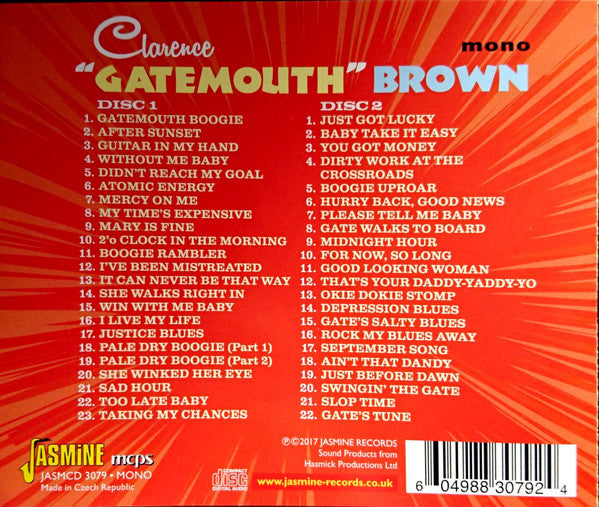 Clarence
mono
"GATEMOUTH" BROWN
DISC 1
1. GATEMOUTH BOOGIE
2. AFTER SUNSET
3. GUITAR IN MY HAND
4. WITHOUT ME BABY
5. DIDN'T REACH MY GOAL
6. ATOMIC ENERGY
7. MERCY ON ME
8. MY TIME'S EXPENSIVE
9. MARY IS FINE
10. 2'o CLOCK IN THE MORNING
11. BOOGIE RAMBLER
12. I'VE BEEN MISTREATED
13. IT CAN NEVER BE THAT WAY
14. SHE WALKS RIGHT IN
15. WIN WITH ME BABY
16. I LIVE MY LIFE
17. JUSTICE BLUES
18. PALE DRY BOOGIE (Part 1)
19. PALE DRY BOOGIE (Part 2)
20. SHE WINKED HER EYE
21. SAD HOUR
22. TOO LATE BABY
23. TAKING MY CHANCES
DISC 2
1. JUST GOT LUCKY
2. BABY TAKE IT EASY
3. YOU GOT MONEY
4. DIRTY WORK AT THE
CROSSROADS
5. BOOGIE UPROAR
6. HURRY BACK, GOOD NEWS
7. PLEASE TELL ME BABY
8. GATE WALKS TO BOARD
9. MIDNIGHT HOUR
10. FOR NOW, SO LONG
11. GOOD LOOKING WOMAN
12. THAT'S YOUR DADDY-YADDY-YO
13. OKIE DOKIE STOMP
14. DEPRESSION BLUES
15. GATE'S SALTY BLUES
16. ROCK MY BLUES AWAY
17. SEPTEMBER SONG
18. AIN'T THAT DANDY
19. JUST BEFORE DAWN
20. SWINGIN' THE GATE
21. SLOP TIME
22. GATE'S TUNE
JASMINE mcps
JASMCD 3079 • MONO
Made in Czech Republic
COMPACT
disc
DIGITAL AUDIO
℗©2017 JASMINE RECORDS
Sound Products from
Hasmick Productions Ltd
www.jasmine-records.co.uk
6 04988 30792 4